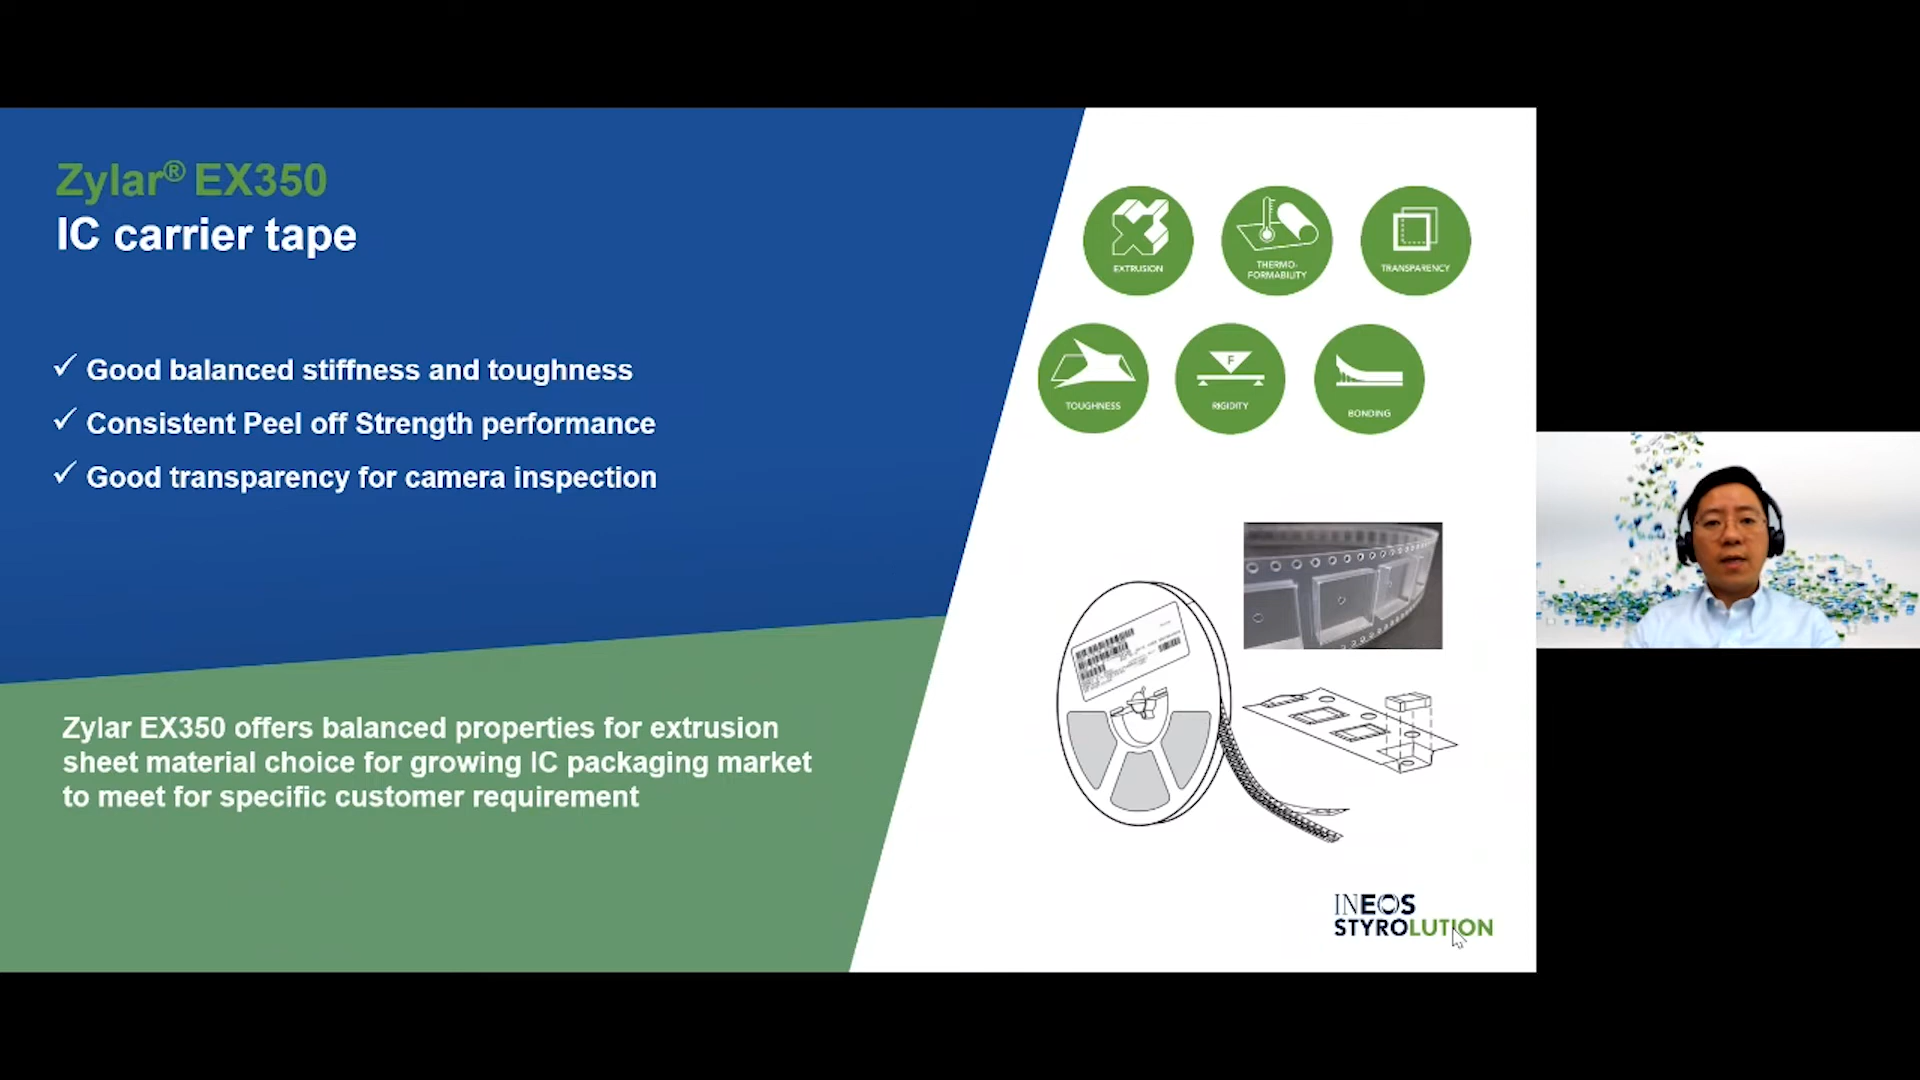 Zylar® EX350
IC carrier tape
✓ Good balanced stiffness and toughness
✓ Consistent Peel off Strength performance
✓ Good transparency for camera inspection
Zylar EX350 offers balanced properties for extrusion
sheet material choice for growing IC packaging market
to meet for specific customer requirement
EXTRUSION
THERMO-
FORMABILITY
TRANSPARENCY
TOUGHNESS
F
RIGIDITY
BONDING
INEOS
STYROLUTION